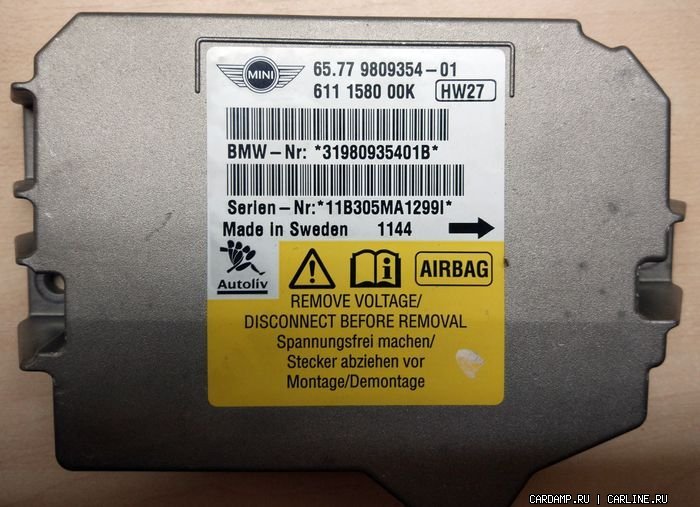 MINI
65.77 9809354-01
611 1580 00K HW27
BMW-Nr: *31980935401B*
Serien-Nr:*11B305MA1299I*
Made In Sweden 1144
Autoliv
AIRBAG
REMOVE VOLTAGE/
DISCONNECT BEFORE REMOVAL
Spannungsfrei machen/
Stecker abziehen vor
Montage/Demontage
CARDAMP.RU | CARLINE.RU